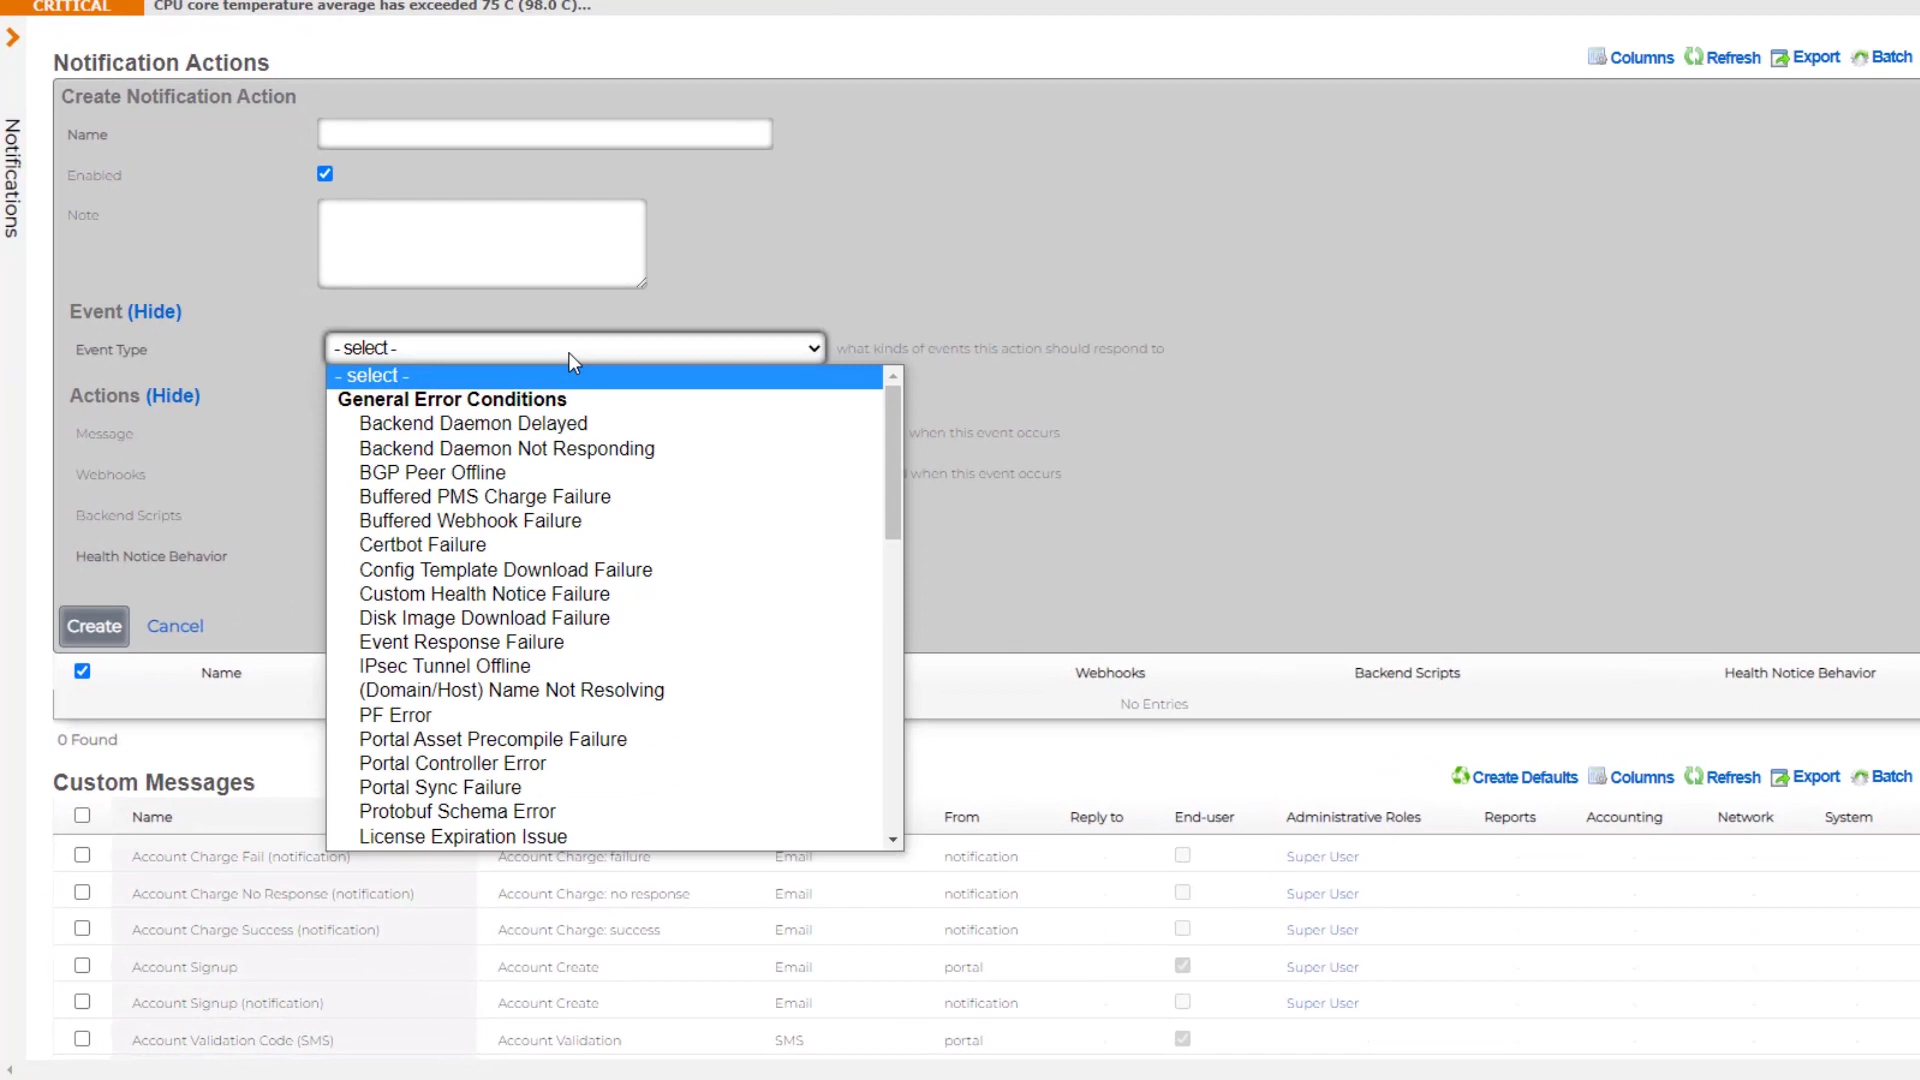 CRITICAL CPU core temperature average has exceeded 75 C (98.0 C)...
Notifications
Notification Actions
Columns Refresh Export Batch
Create Notification Action
Name
Enabled
Note
Event (Hide)
Event Type - select - what kinds of events this action should respond to
- select -
General Error Conditions
Backend Daemon Delayed
Backend Daemon Not Responding
BGP Peer Offline
Buffered PMS Charge Failure
Buffered Webhook Failure
Certbot Failure
Config Template Download Failure
Custom Health Notice Failure
Disk Image Download Failure
Event Response Failure
IPsec Tunnel Offline
(Domain/Host) Name Not Resolving
PF Error
Portal Asset Precompile Failure
Portal Controller Error
Portal Sync Failure
Protobuf Schema Error
License Expiration Issue
Actions (Hide)
Message when this event occurs
Webhooks when this event occurs
Backend Scripts
Health Notice Behavior
Create Cancel
Name Webhooks Backend Scripts Health Notice Behavior
No Entries
0 Found
Custom Messages
Create Defaults Columns Refresh Export Batch
Name From Reply to End-user Administrative Roles Reports Accounting Network System
Account Charge Fail (notification) Account Charge: failure Email notification - Super User - - - -
Account Charge No Response (notification) Account Charge: no response Email notification - Super User - - - -
Account Charge Success (notification) Account Charge: success Email notification - Super User - - - -
Account Signup Account Create Email portal - Super User - - - -
Account Signup (notification) Account Create Email notification - Super User - - - -
Account Validation Code (SMS) Account Validation SMS portal - - - - -